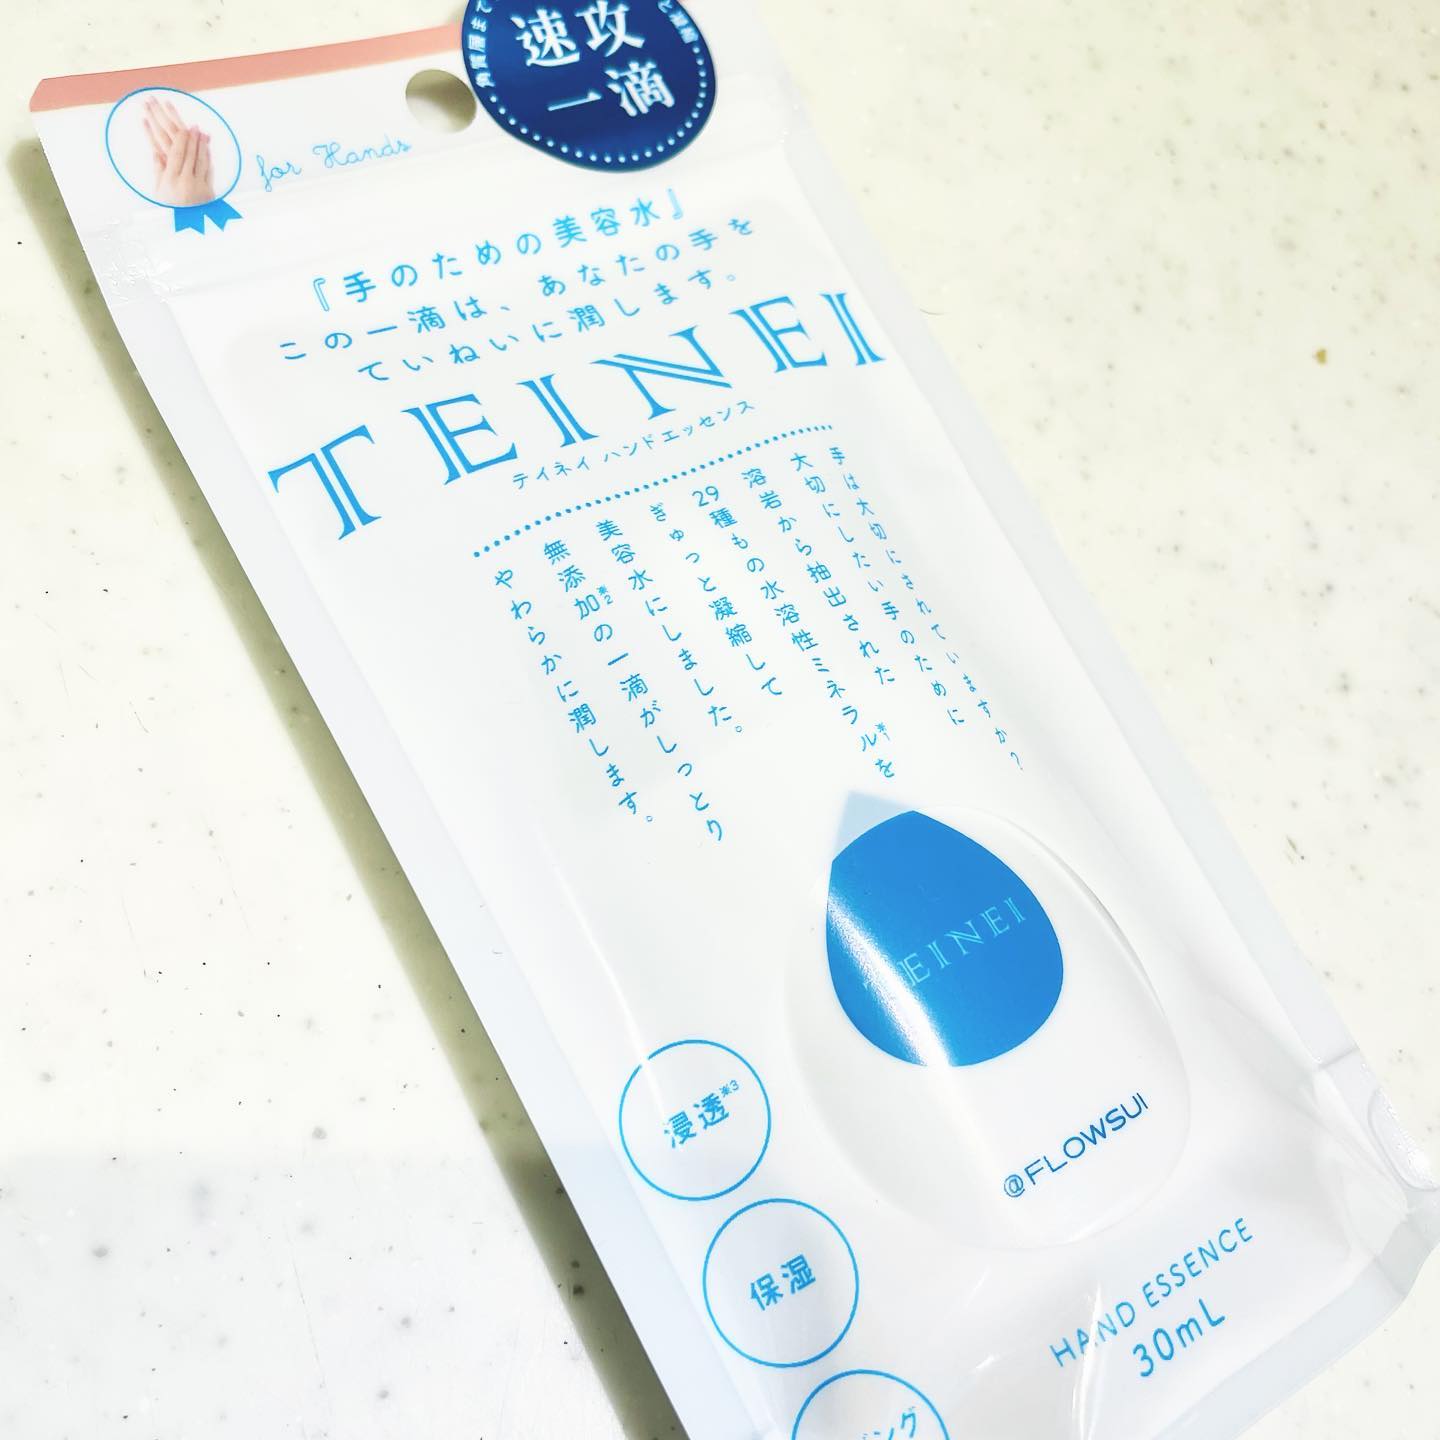 速攻
一滴
for Hands
『手のための美容水』
この一滴は、あなたの手を
ていねいに潤します。
TEINEI
テイネイ ハンドエッセンス
手は大切にされていますか?
大切にしたい手のために
溶岩から抽出された
29種もの水溶性ミネラル※1を
ぎゅっと凝縮して
美容水にしました。
無添加※2の一滴がしっとり
やわらかに潤します。
TEINEI
@FLOWSUI
浸透※3
保湿
HAND ESSENCE
30mL